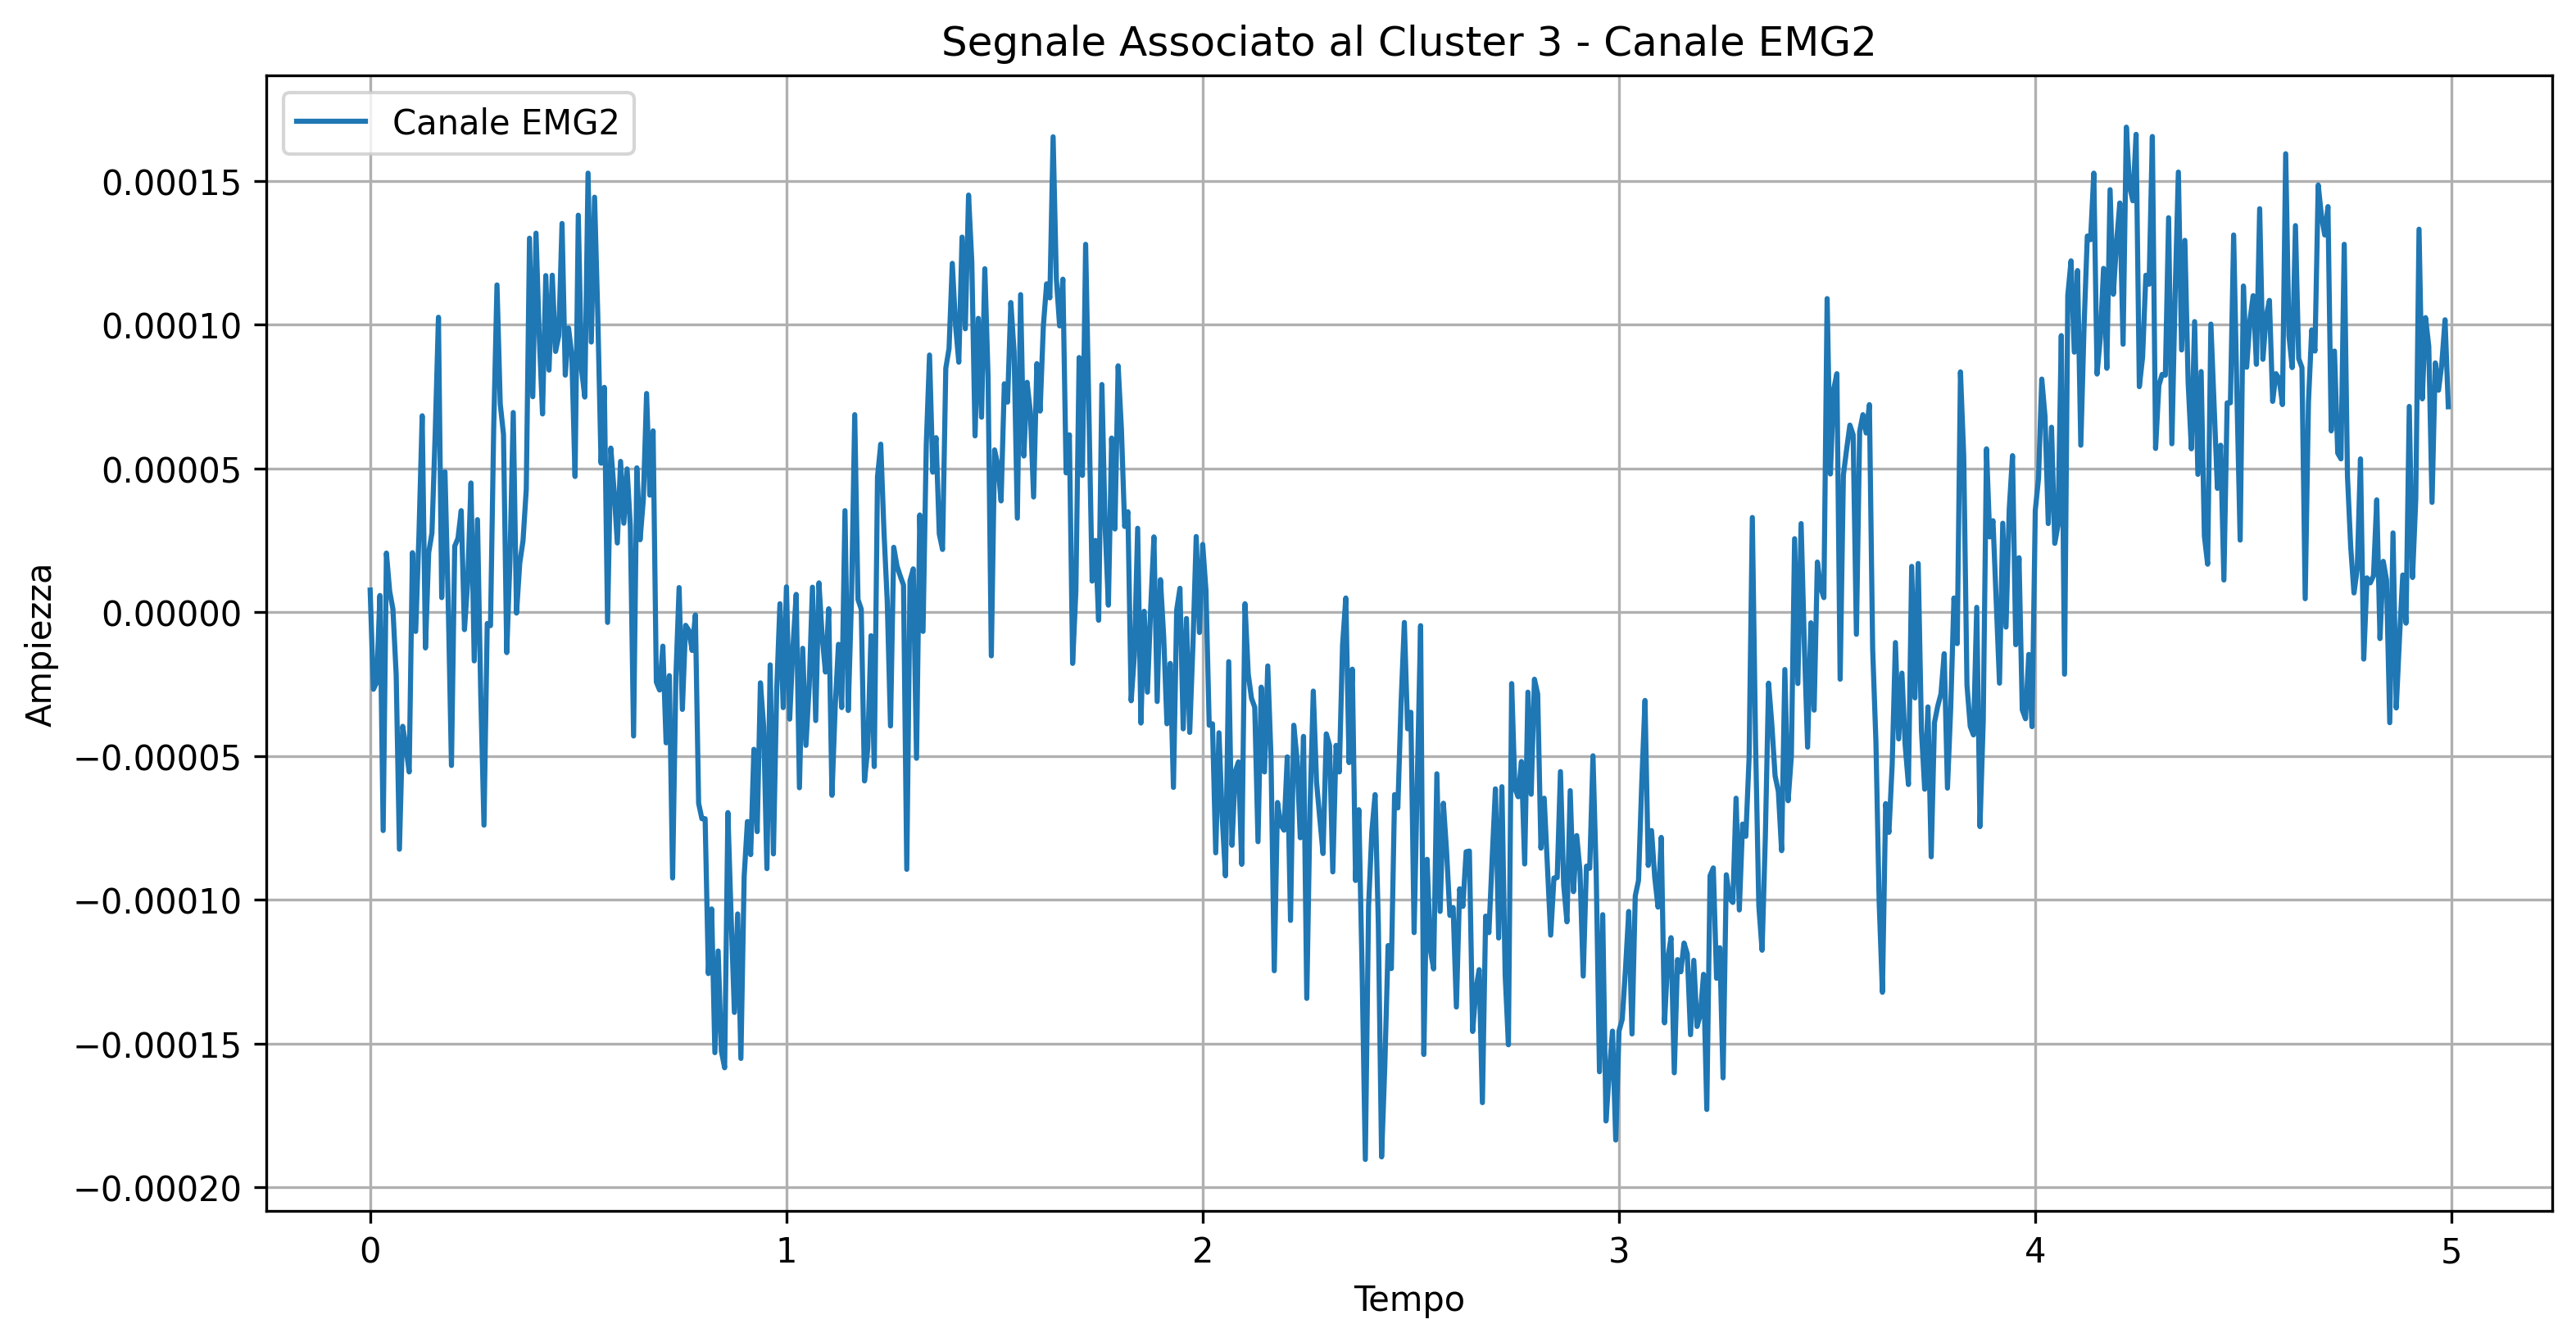 Segnale Associato al Cluster 3 - Canale EMG2
Canale EMG2
0.00015
0.00010
0.00005
0.00000
−0.00005
−0.00010
−0.00015
−0.00020
Ampiezza
0 1 2 3 4 5
Tempo